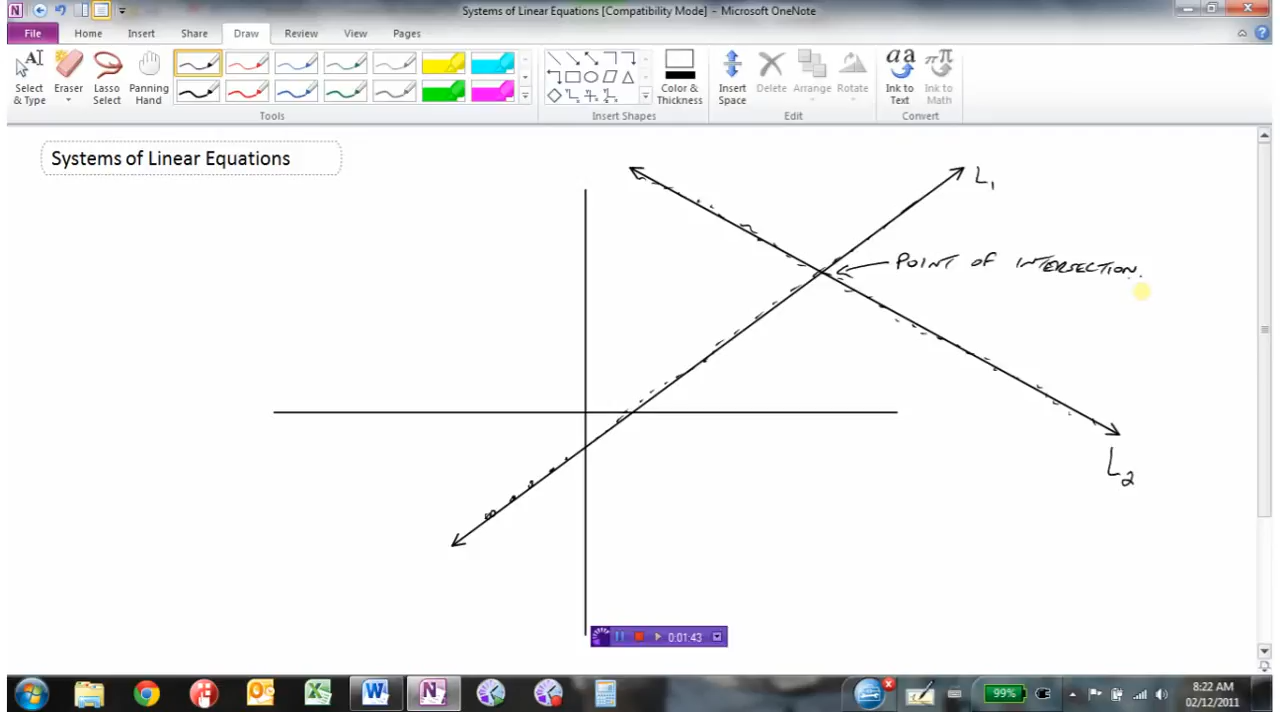 Systems of Linear Equations [Compatibility Mode] - Microsoft OneNote
File Home Insert Share Draw Review View Pages
Select & Type
Eraser
Lasso Select
Panning Hand
Color & Thickness
Insert Space
Delete
Arrange
Rotate
Ink to Text
Ink to Math
Tools
Insert Shapes
Edit
Convert
Systems of Linear Equations
L1
POINT OF INTERSECTION.
L2
0:01:43
99%
8:22 AM
02/12/2011